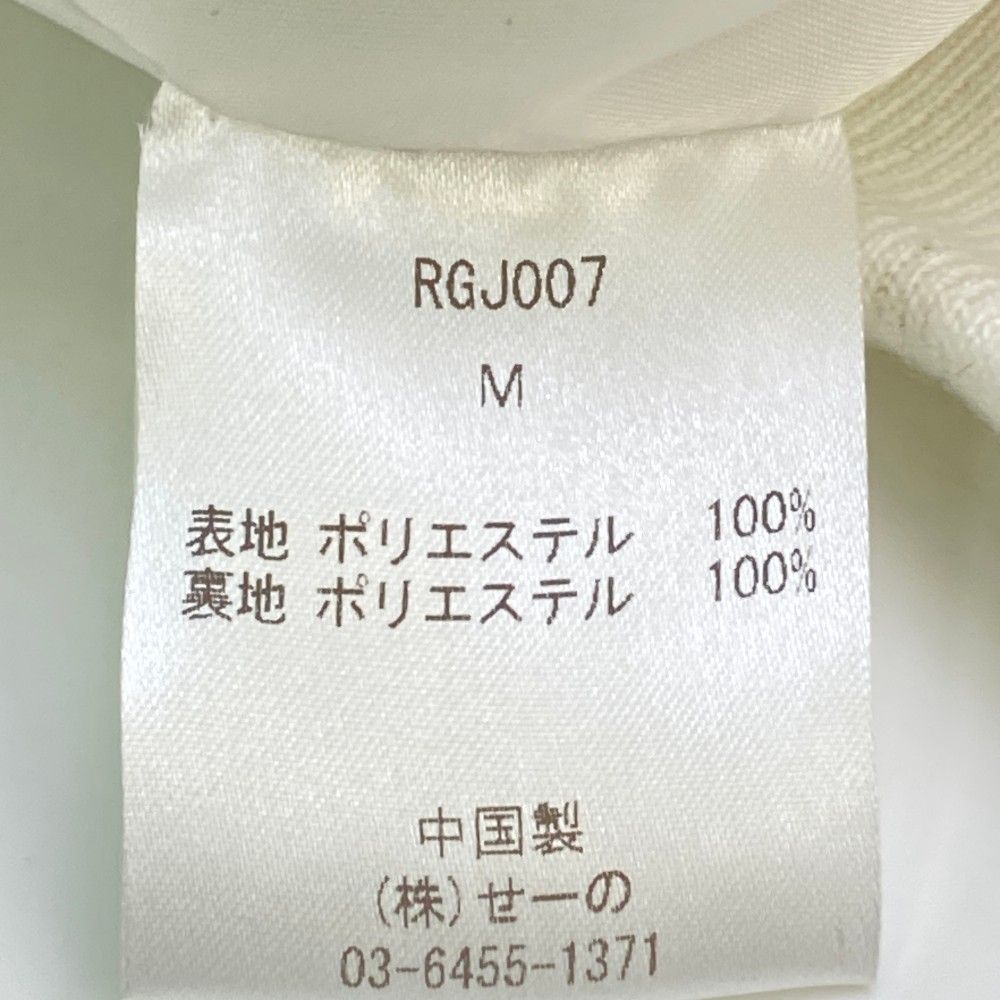 RGJ007
M
表地 ポリエステル 100%
裏地 ポリエステル 100%
中国製
(株)せーの
03-6455-1371